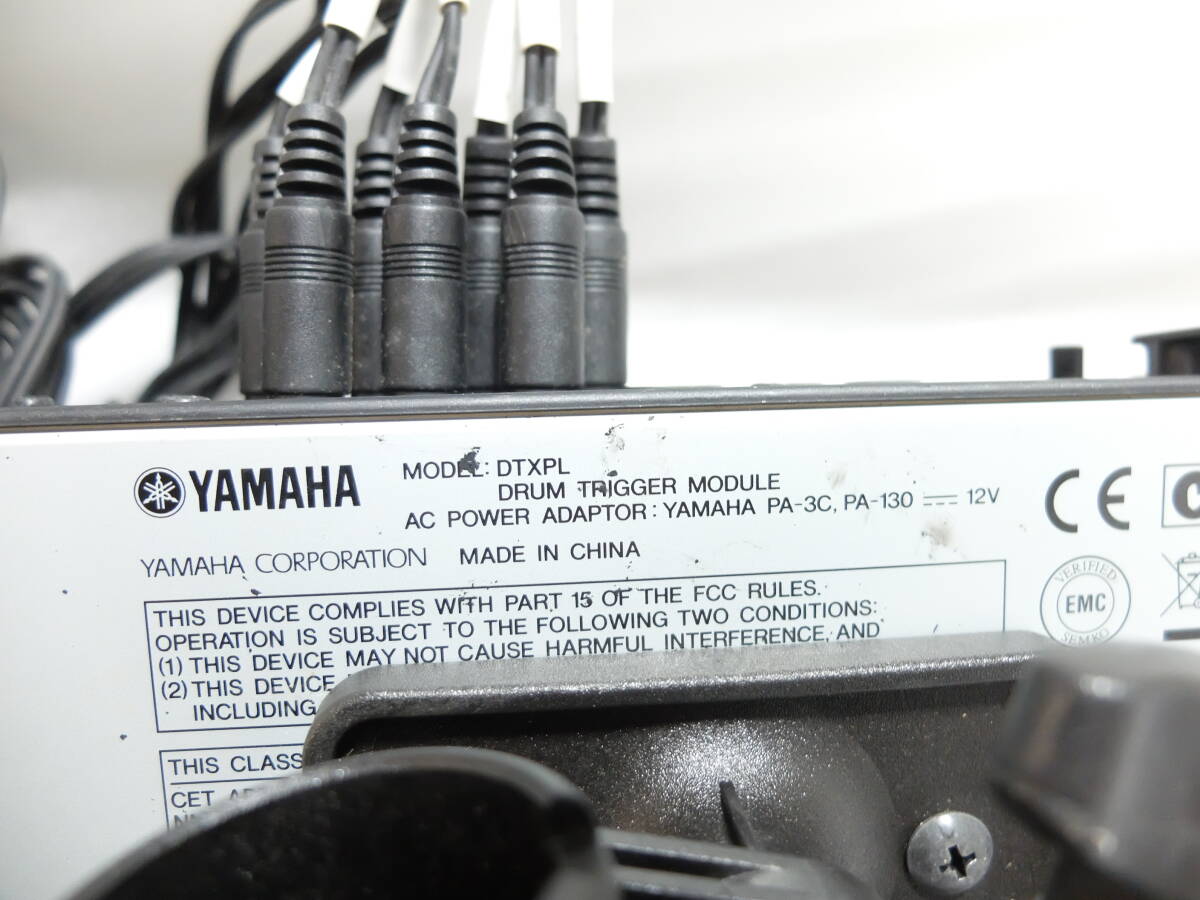 YAMAHA
MODEL: DTXPL
DRUM TRIGGER MODULE
AC POWER ADAPTOR: YAMAHA PA-3C, PA-130 ⎓ 12V
YAMAHA CORPORATION MADE IN CHINA
CE
THIS DEVICE COMPLIES WITH PART 15 OF THE FCC RULES.
OPERATION IS SUBJECT TO THE FOLLOWING TWO CONDITIONS:
(1) THIS DEVICE MAY NOT CAUSE HARMFUL INTERFERENCE, AND
(2) THIS DEVICE
INCLUDING
VERIFIED
EMC
SEMKO
THIS CLASS
CET